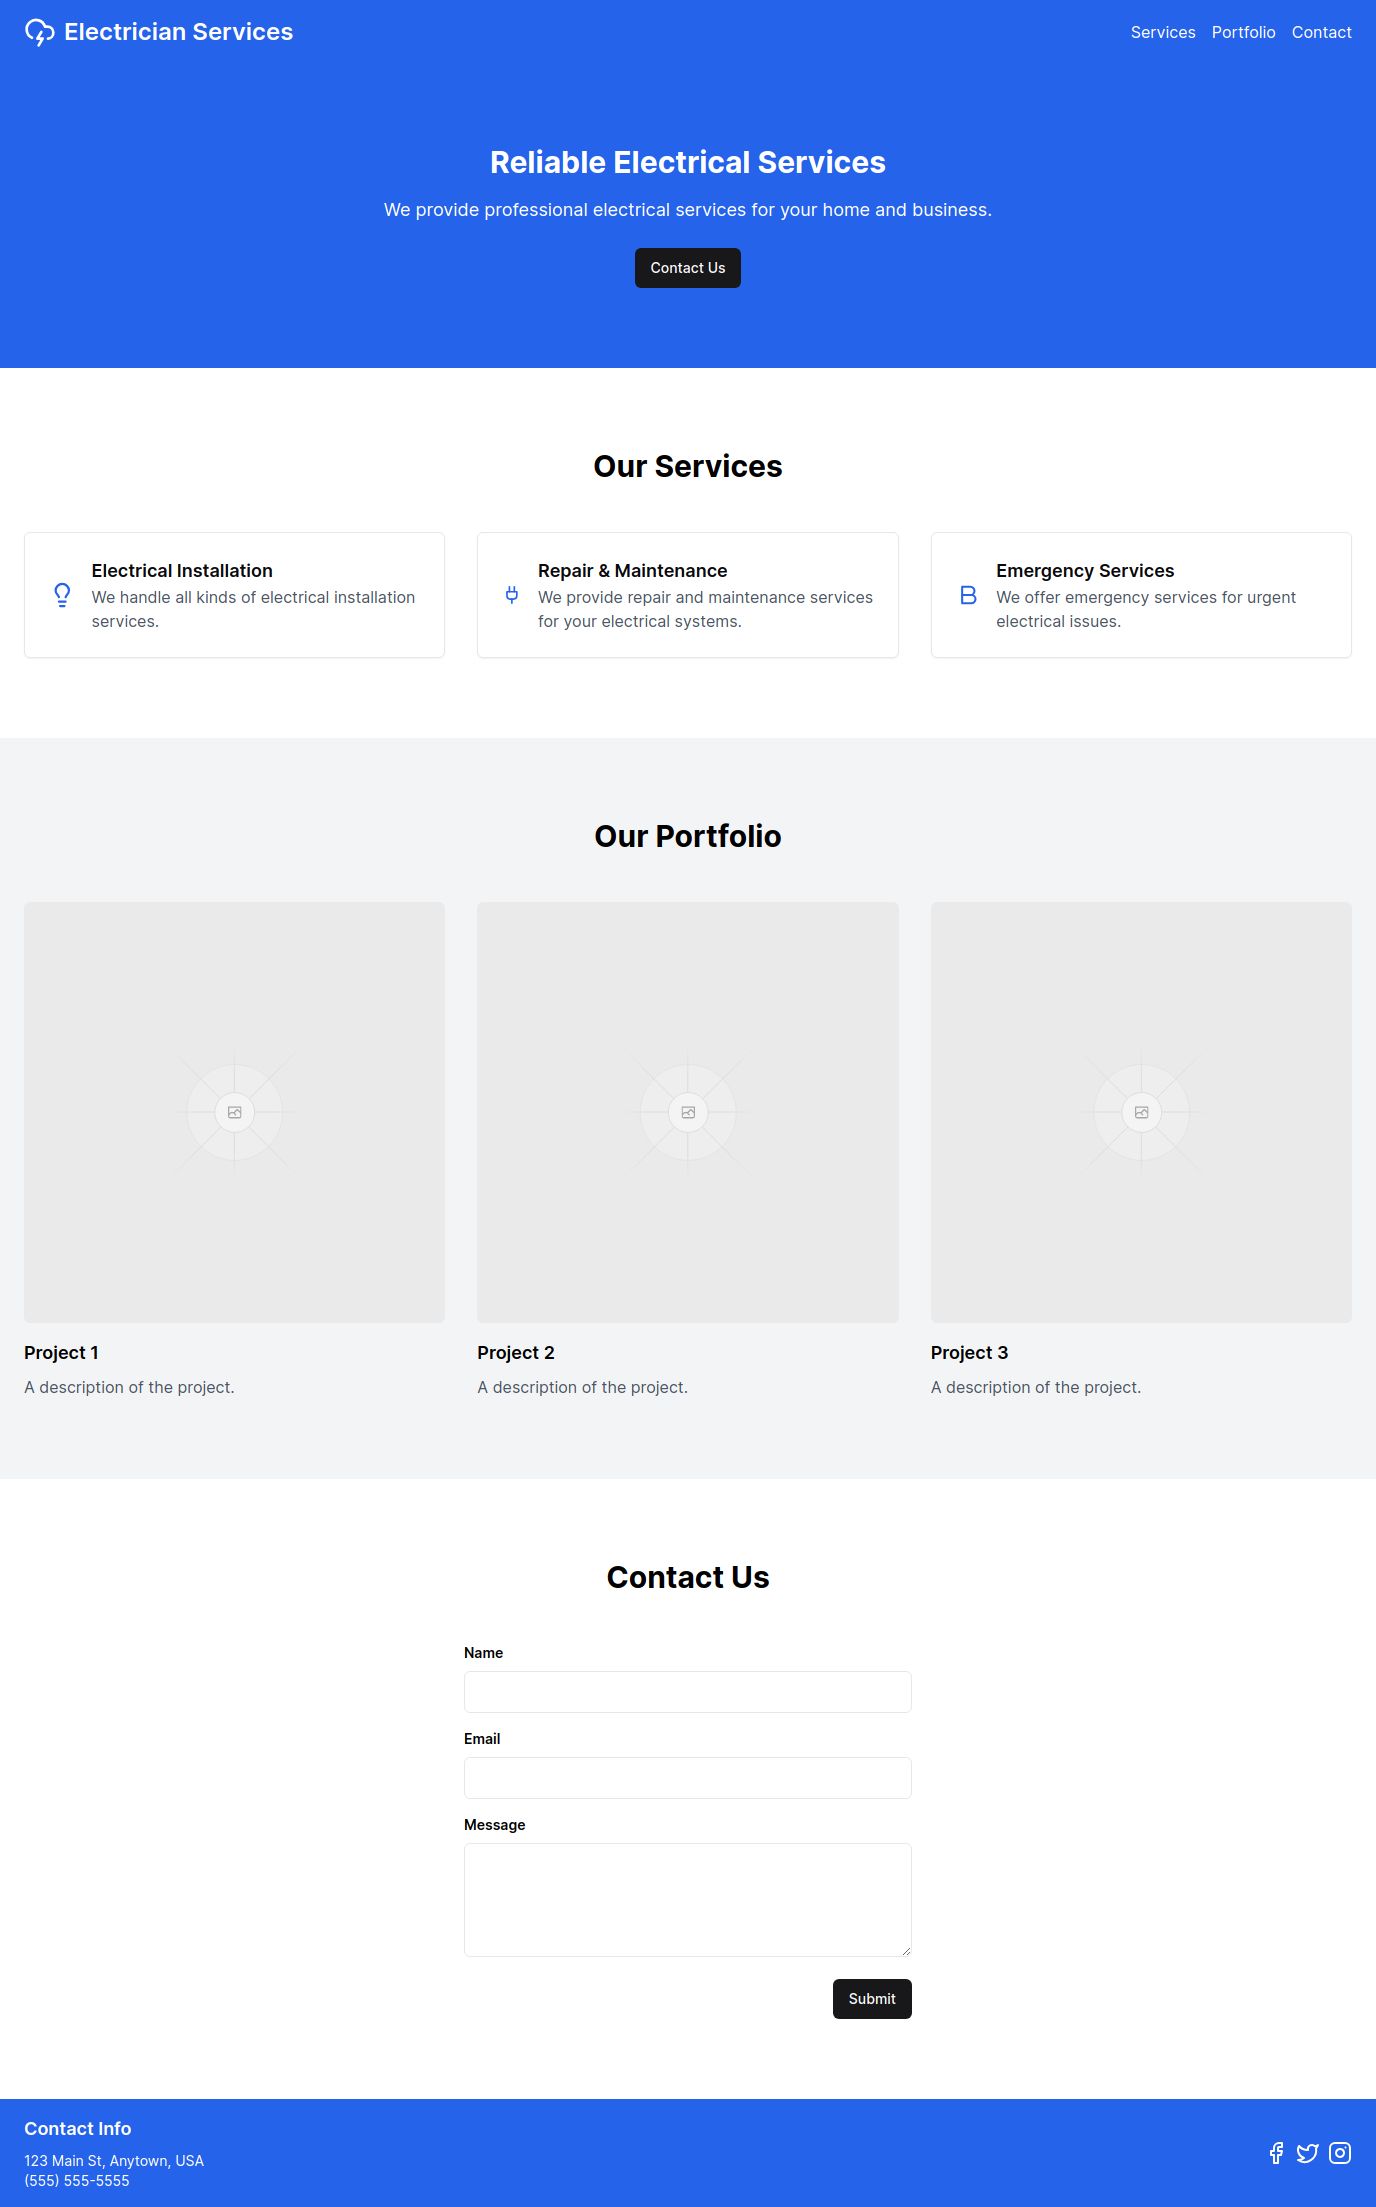 Electrician Services
Services Portfolio Contact
Reliable Electrical Services
We provide professional electrical services for your home and business.
Contact Us
Our Services
Electrical Installation
We handle all kinds of electrical installation
services.
Repair & Maintenance
We provide repair and maintenance services
for your electrical systems.
Emergency Services
We offer emergency services for urgent
electrical issues.
Our Portfolio
Project 1
A description of the project.
Project 2
A description of the project.
Project 3
A description of the project.
Contact Us
Name
Email
Message
Submit
Contact Info
123 Main St, Anytown, USA
(555) 555-5555